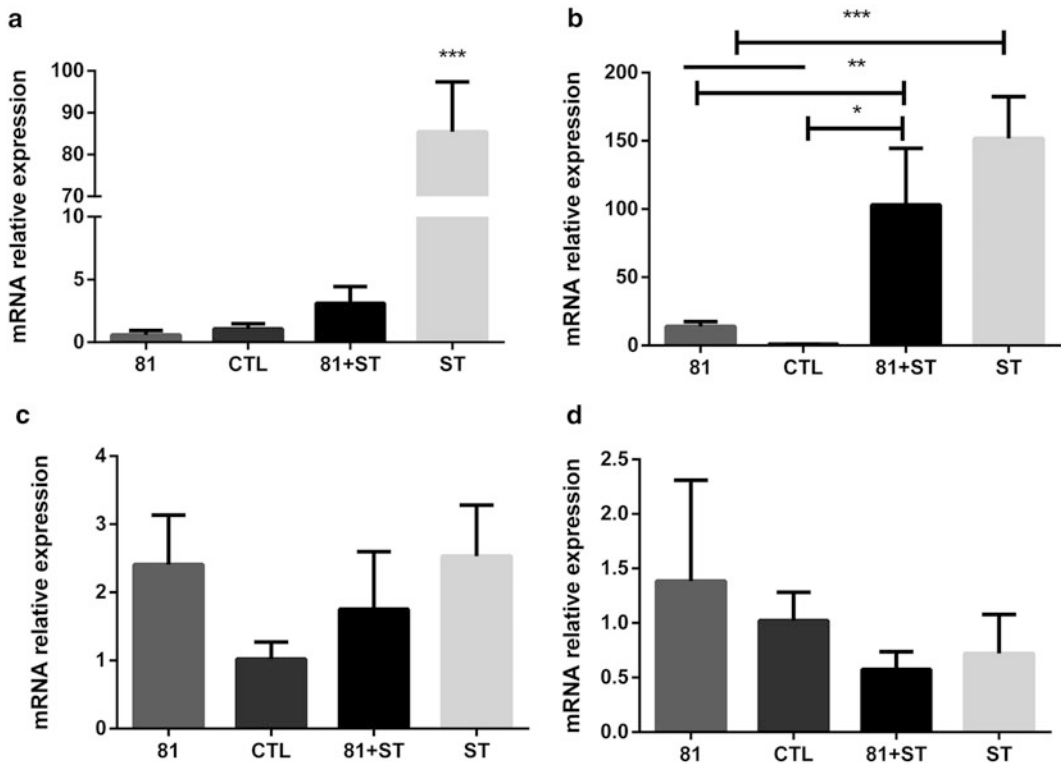 a
***
mRNA relative expression
100
90
80
70
10
5
0
81 CTL 81+ST ST
b
***
**
*
mRNA relative expression
200
150
100
50
0
81 CTL 81+ST ST
c
mRNA relative expression
4
3
2
1
0
81 CTL 81+ST ST
d
mRNA relative expression
2.5
2.0
1.5
1.0
0.5
0.0
81 CTL 81+ST ST